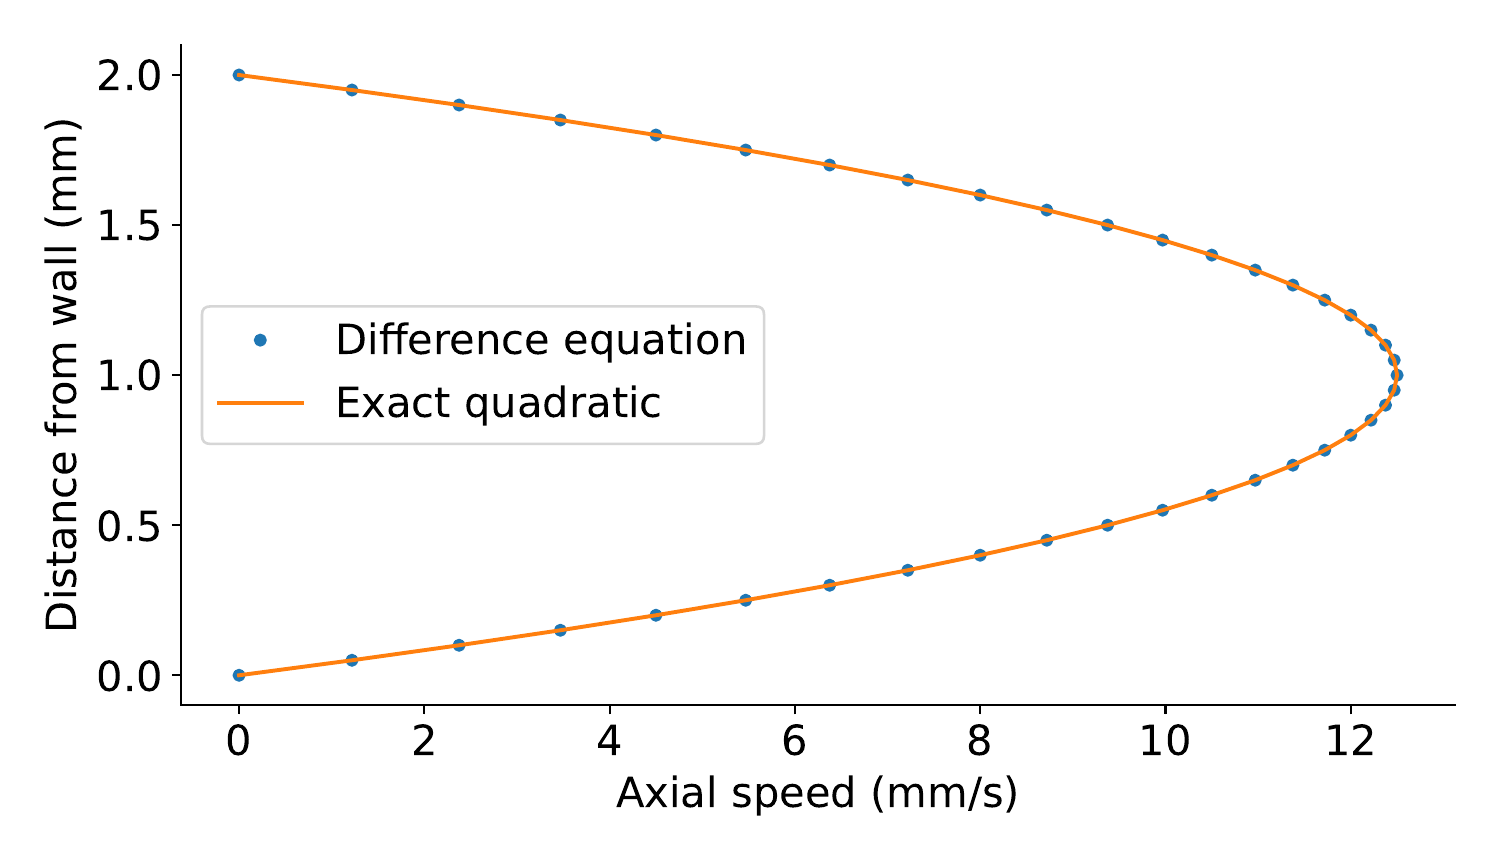 2.0
1.5
1.0
0.5
0.0
Distance from wall (mm)
Difference equation
Exact quadratic
0 2 4 6 8 10 12
Axial speed (mm/s)